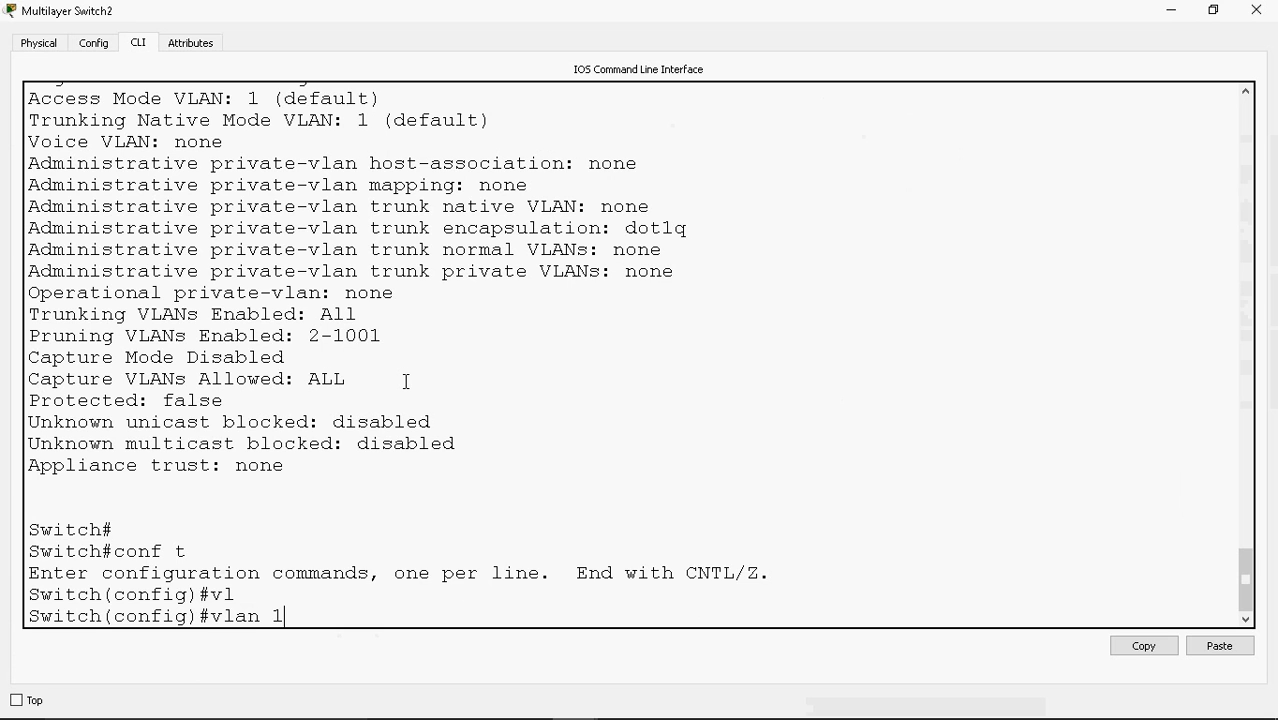 Multilayer Switch2
Physical Config CLI Attributes
IOS Command Line Interface
Access Mode VLAN: 1 (default)
Trunking Native Mode VLAN: 1 (default)
Voice VLAN: none
Administrative private-vlan host-association: none
Administrative private-vlan mapping: none
Administrative private-vlan trunk native VLAN: none
Administrative private-vlan trunk encapsulation: dot1q
Administrative private-vlan trunk normal VLANs: none
Administrative private-vlan trunk private VLANs: none
Operational private-vlan: none
Trunking VLANs Enabled: All
Pruning VLANs Enabled: 2-1001
Capture Mode Disabled
Capture VLANs Allowed: ALL
Protected: false
Unknown unicast blocked: disabled
Unknown multicast blocked: disabled
Appliance trust: none
Switch#
Switch#conf t
Enter configuration commands, one per line.  End with CNTL/Z.
Switch(config)#vl
Switch(config)#vlan 1
Copy Paste
Top